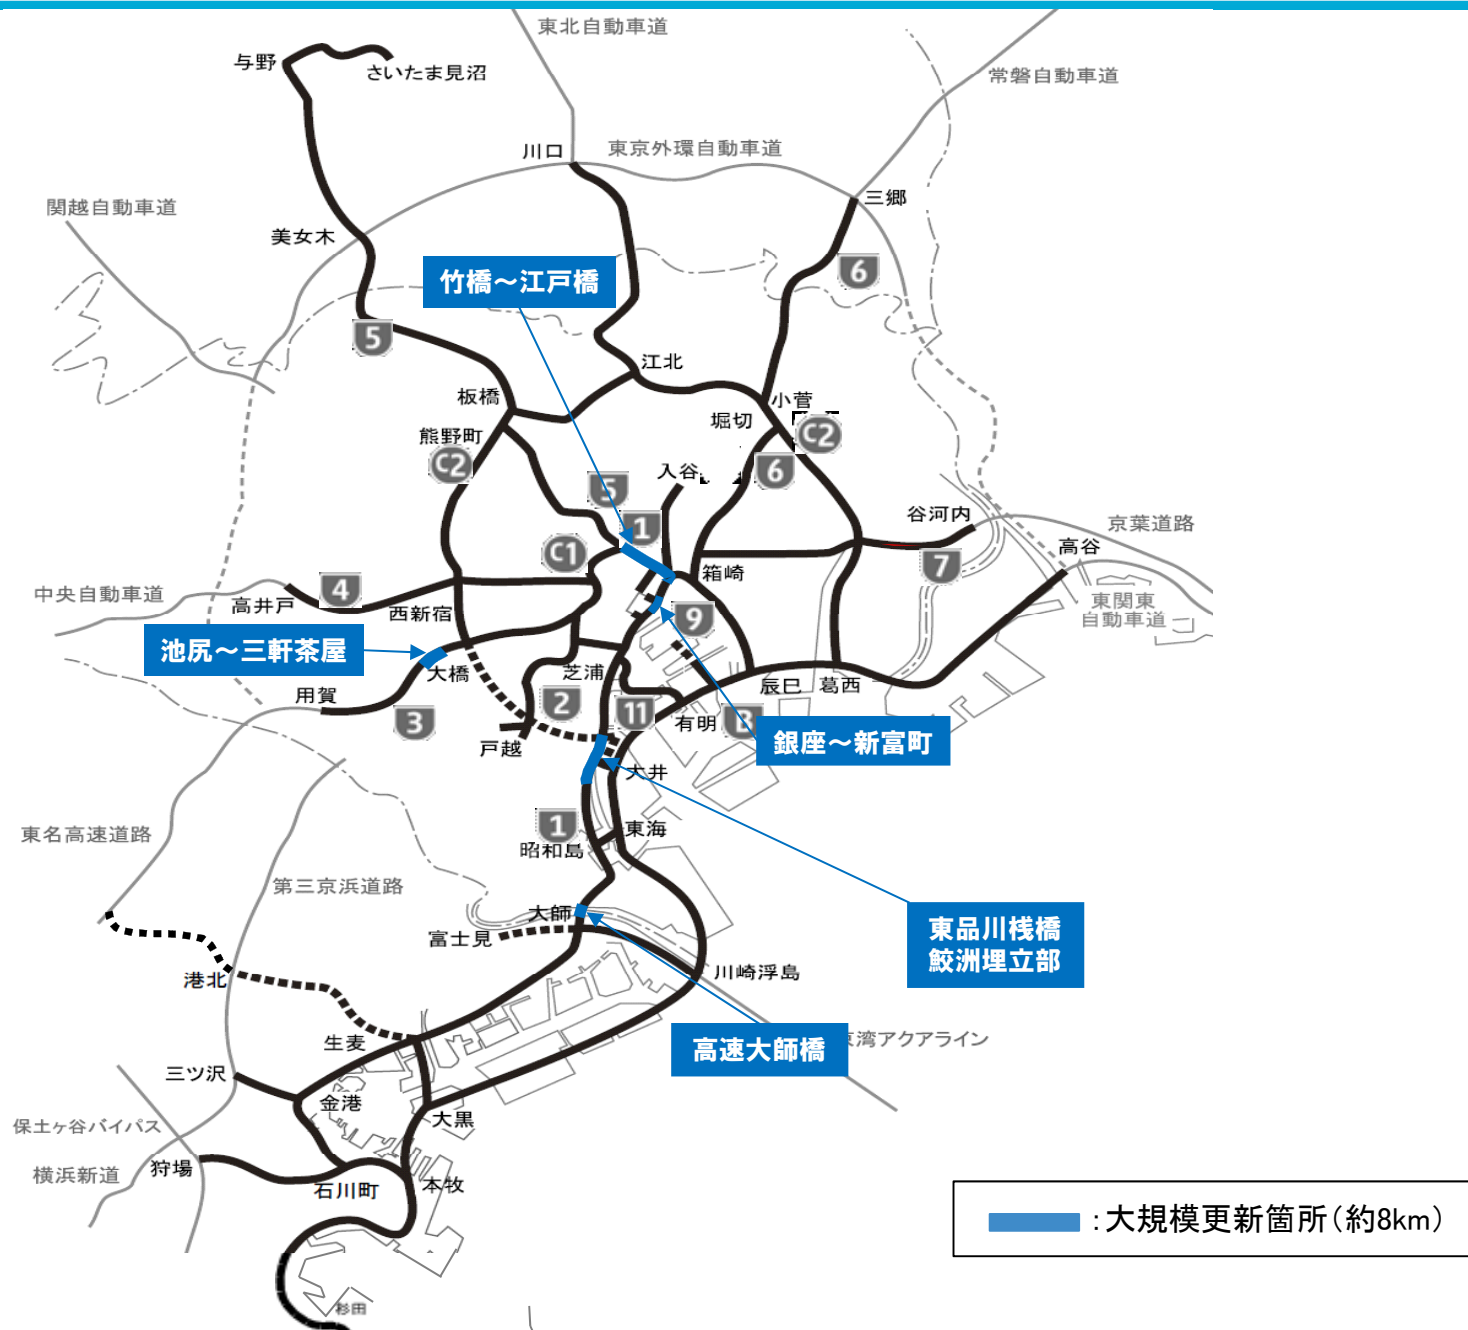 東北自動車道
与野
さいたま見沼
常磐自動車道
川口
東京外環自動車道
三郷
関越自動車道
美女木
6
竹橋～江戸橋
5
江北
板橋
小菅
堀切
C2
熊野町
C2
入谷
6
5
谷河内
1
京葉道路
C1
高谷
7
箱崎
4
中央自動車道
高井戸
西新宿
9
東関東
自動車道
池尻～三軒茶屋
大橋
芝浦
辰巳
葛西
用賀
2
11
3
有明
B
戸越
銀座～新富町
大井
1
東海
東名高速道路
昭和島
第三京浜道路
大師
富士見
東品川桟橋
鮫洲埋立部
港北
川崎浮島
生麦
高速大師橋
京湾アクアライン
三ツ沢
金港
大黒
保土ヶ谷バイパス
横浜新道
狩場
石川町
本牧
：大規模更新箇所（約8km）
杉田